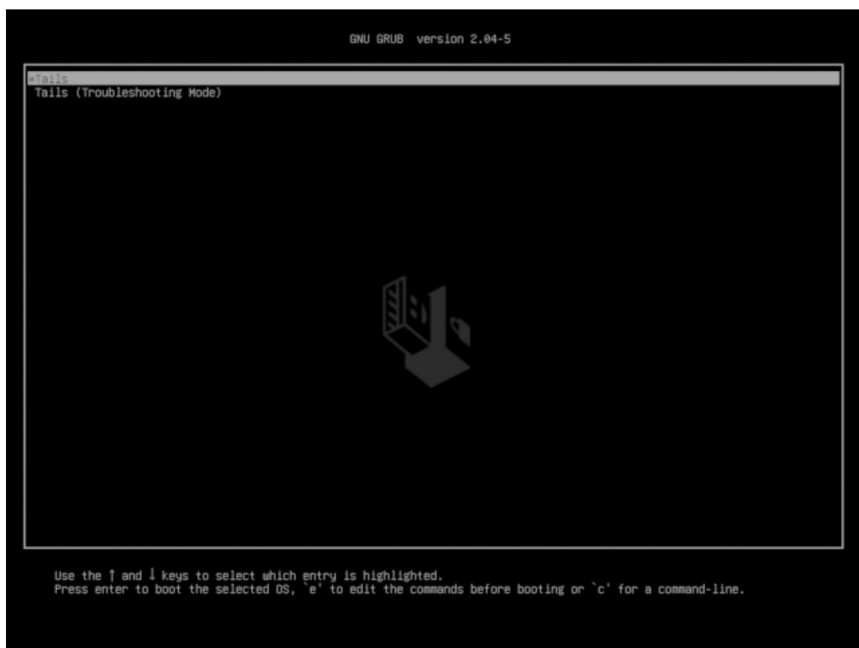 GNU GRUB version 2.04-5
*Tails
Tails (Troubleshooting Mode)
Use the ↑ and ↓ keys to select which entry is highlighted.
Press enter to boot the selected OS, `e' to edit the commands before booting or `c' for a command-line.